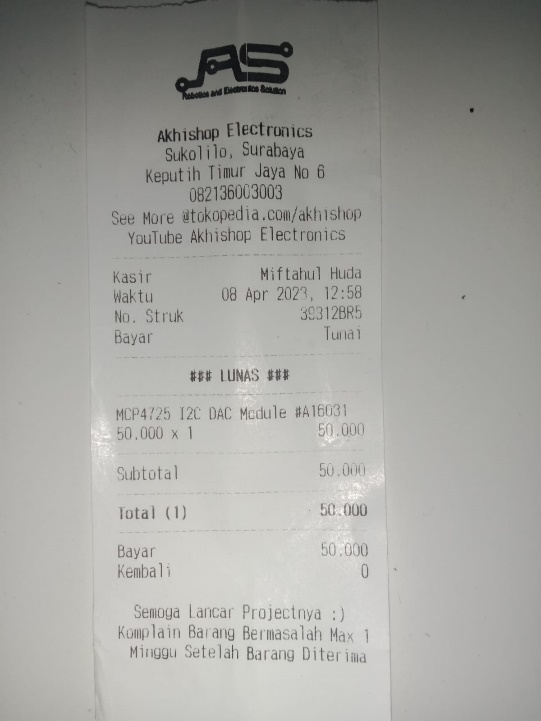 AS
Robotics and Electronics Solution
Akhishop Electronics
Sukolilo, Surabaya
Keputih Timur Jaya No 6
082136003003
See More @tokopedia.com/akhishop
YouTube Akhishop Electronics
Kasir Miftahul Huda
Waktu 08 Apr 2023, 12:58
No. Struk 39312BR5
Bayar Tunai
### LUNAS ###
MCP4725 I2C DAC Module #A16031
50.000 x 1 50.000
Subtotal 50.000
Total (1) 50.000
Bayar 50.000
Kembali 0
Semoga Lancar Projectnya :)
Komplain Barang Bermasalah Max 1
Minggu Setelah Barang Diterima